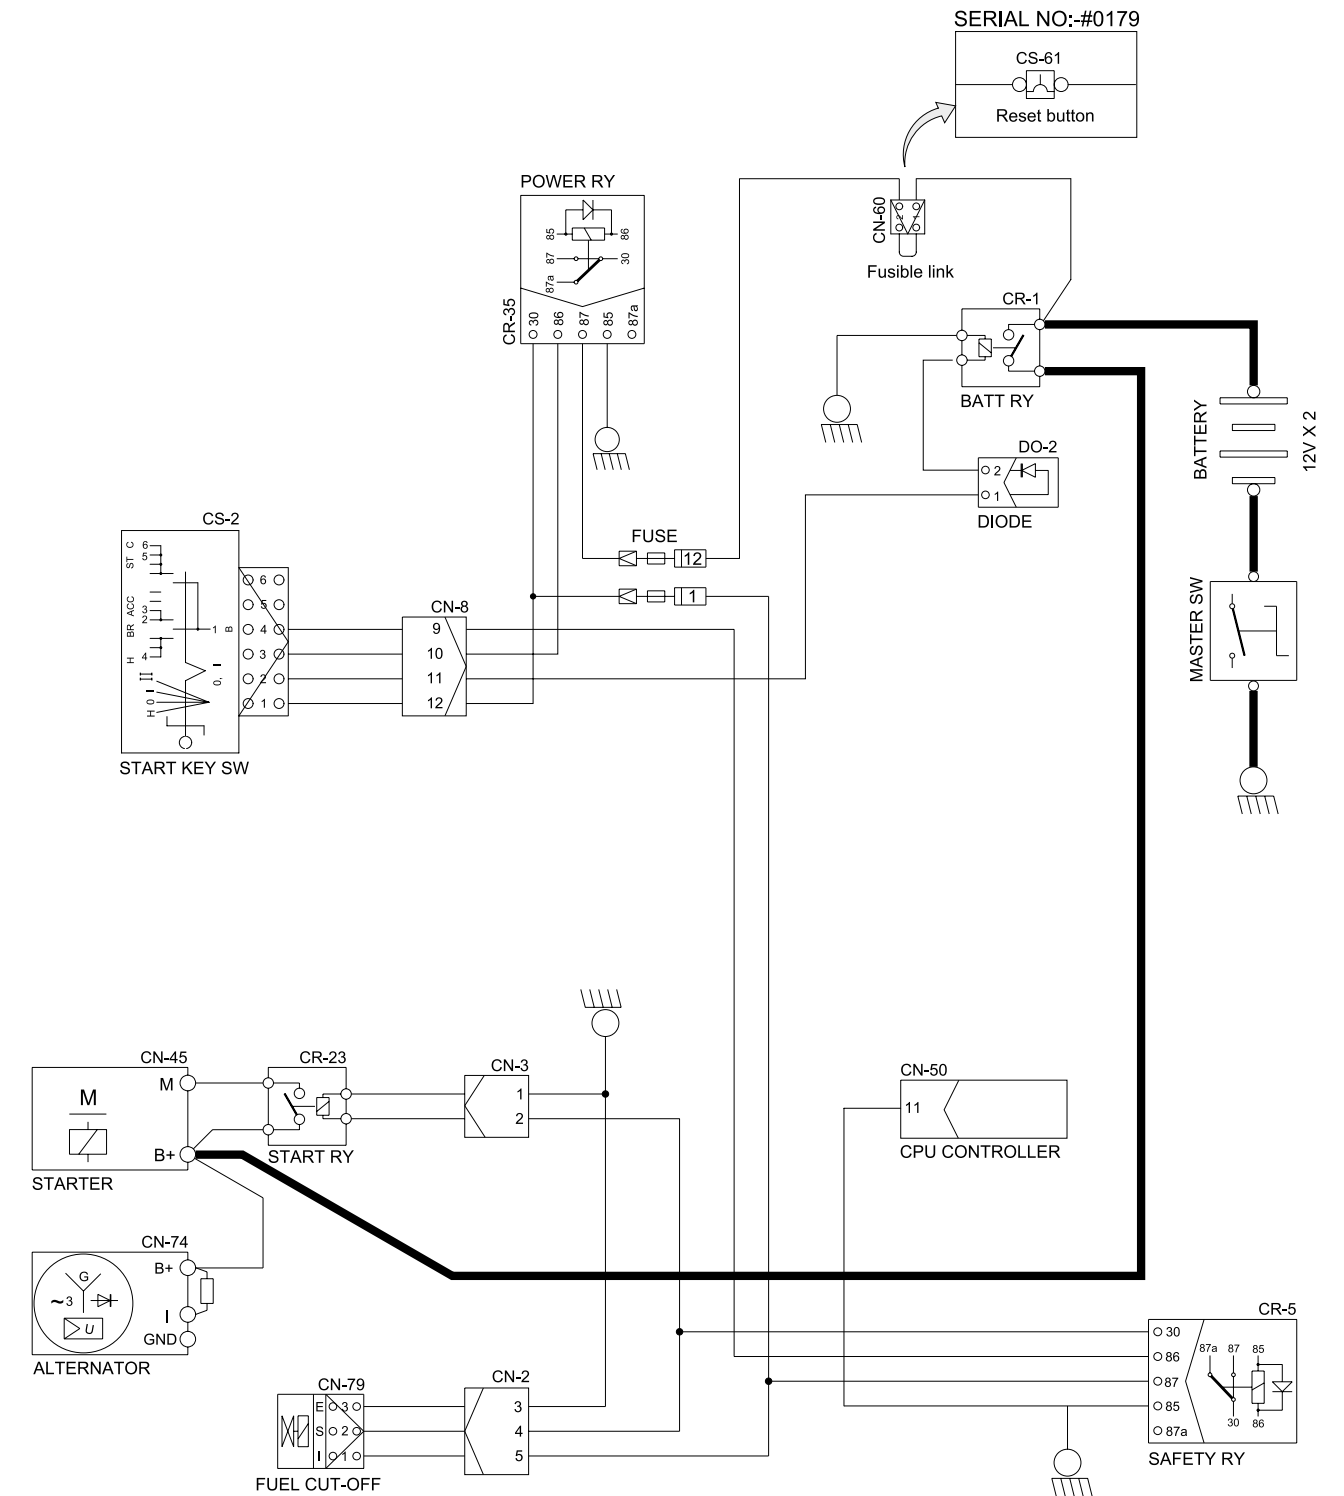 SERIAL NO:-#0179
CS-61
Reset button
POWER RY
85 86
87 30
87a
CR-35
30 86 87 85 87a
CN-60
2 1
Fusible link
CR-1
BATT RY
BATTERY
12V X 2
DO-2
2
1
DIODE
FUSE
12
1
MASTER SW
CS-2
C 6
ST 5
ACC
3
BR 2
1 B
H 4
II
I
0
H
0, I
6
5
4
3
2
1
START KEY SW
CN-8
9
10
11
12
CN-45
M
M
B+
STARTER
CR-23
START RY
CN-3
1
2
CN-50
11
CPU CONTROLLER
CN-74
B+
G
~3
U
I
GND
ALTERNATOR
CN-79
E 3
S 2
I 1
FUEL CUT-OFF
CN-2
3
4
5
CR-5
30
86
87
85
87a
87a 87 85
30 86
SAFETY RY